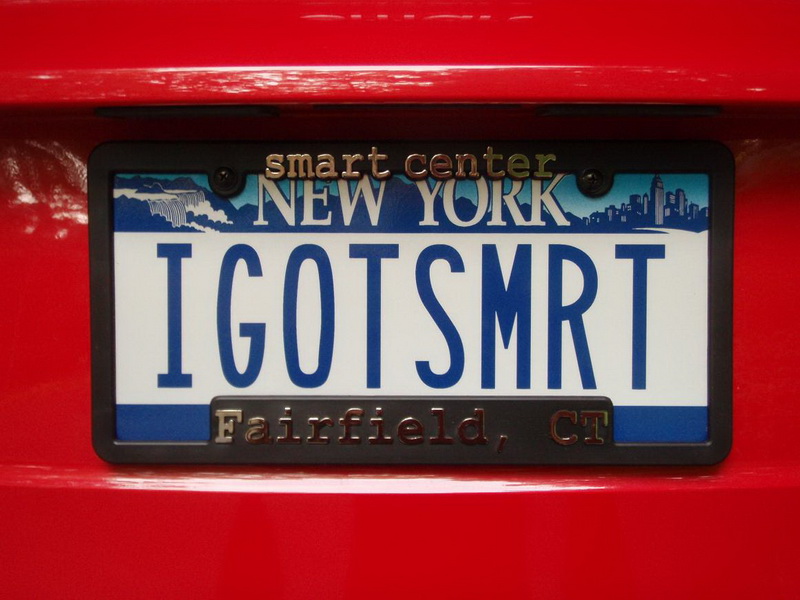 smart center
NEW YORK
IGOTSMRT
Fairfield, CT